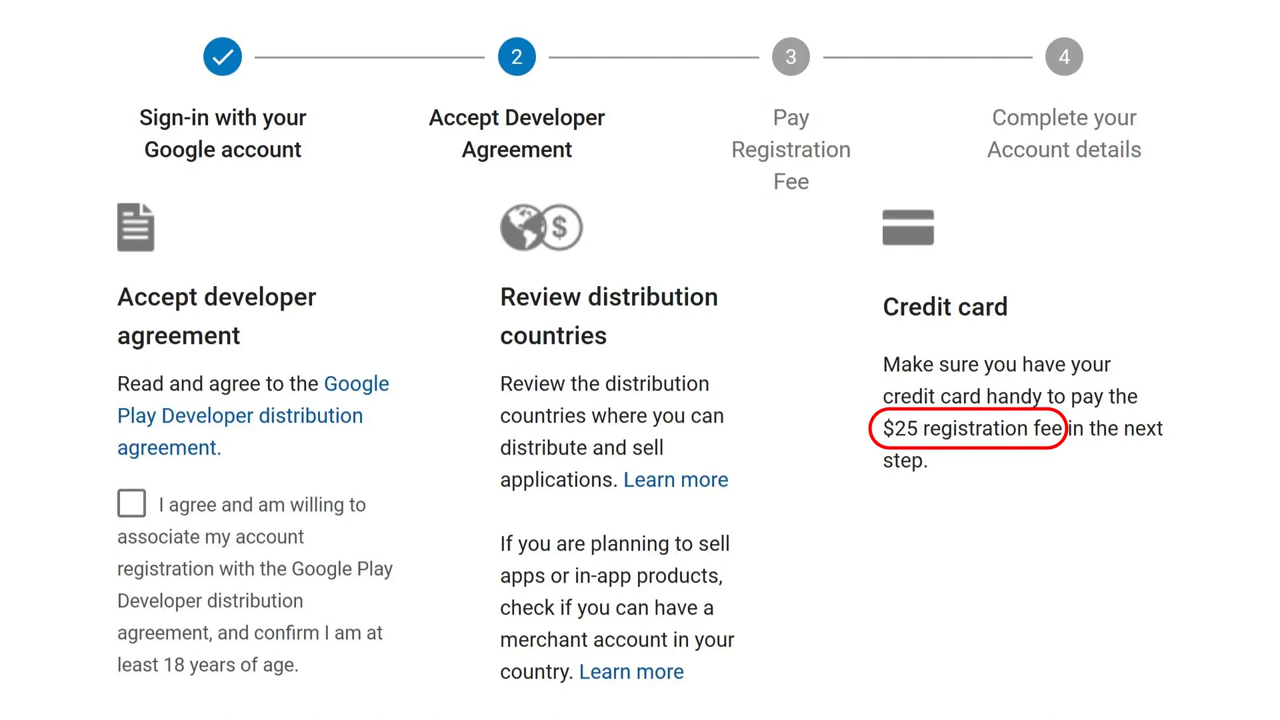 2
3
4
Sign-in with your
Google account
Accept Developer
Agreement
Pay
Registration
Fee
Complete your
Account details
$
Accept developer
agreement
Read and agree to the Google
Play Developer distribution
agreement.
I agree and am willing to
associate my account
registration with the Google Play
Developer distribution
agreement, and confirm I am at
least 18 years of age.
Review distribution
countries
Review the distribution
countries where you can
distribute and sell
applications. Learn more
If you are planning to sell
apps or in-app products,
check if you can have a
merchant account in your
country. Learn more
Credit card
Make sure you have your
credit card handy to pay the
$25 registration fee in the next
step.